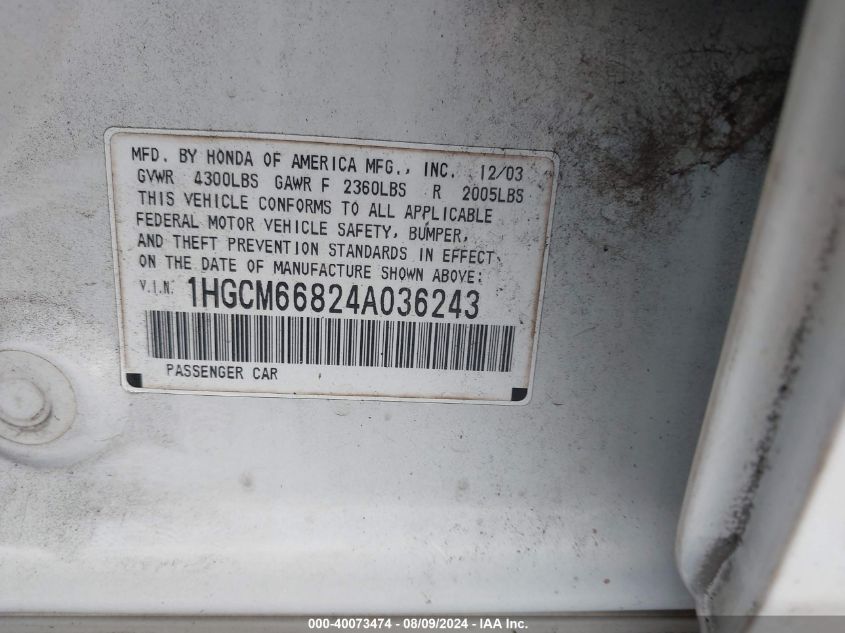 MFD. BY HONDA OF AMERICA MFG., INC. 12/03
GVWR 4300LBS GAWR F 2360LBS R 2005LBS
THIS VEHICLE CONFORMS TO ALL APPLICABLE
FEDERAL MOTOR VEHICLE SAFETY, BUMPER,
AND THEFT PREVENTION STANDARDS IN EFFECT
ON THE DATE OF MANUFACTURE SHOWN ABOVE:
V.I.N. 1HGCM66824A036243
PASSENGER CAR
000-40073474 - 08/09/2024 - IAA Inc.